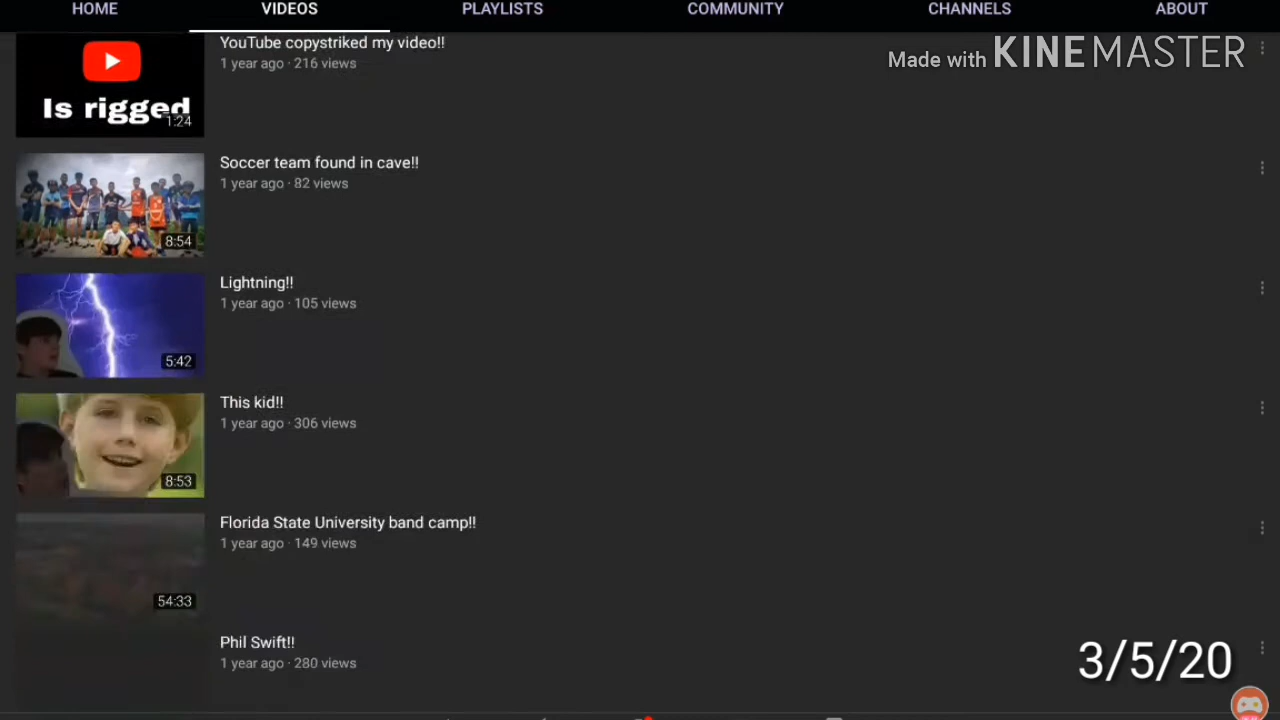 HOME VIDEOS PLAYLISTS COMMUNITY CHANNELS ABOUT
Made with KINEMASTER
Is rigged
1:24
YouTube copystriked my video!!
1 year ago · 216 views
8:54
Soccer team found in cave!!
1 year ago · 82 views
5:42
Lightning!!
1 year ago · 105 views
8:53
This kid!!
1 year ago · 306 views
54:33
Florida State University band camp!!
1 year ago · 149 views
Phil Swift!!
1 year ago · 280 views
3/5/20